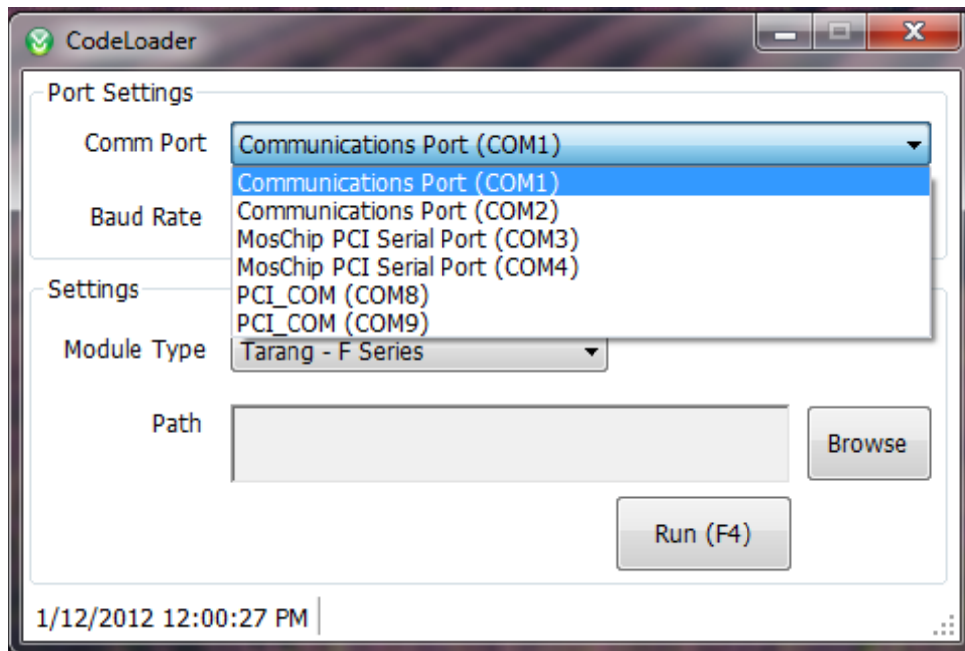 CodeLoader
Port Settings
Comm Port Communications Port (COM1)
Communications Port (COM1)
Communications Port (COM2)
Baud Rate
MosChip PCI Serial Port (COM3)
MosChip PCI Serial Port (COM4)
Settings
PCI_COM (COM8)
PCI_COM (COM9)
Module Type Tarang - F Series
Path
Browse
Run (F4)
1/12/2012 12:00:27 PM